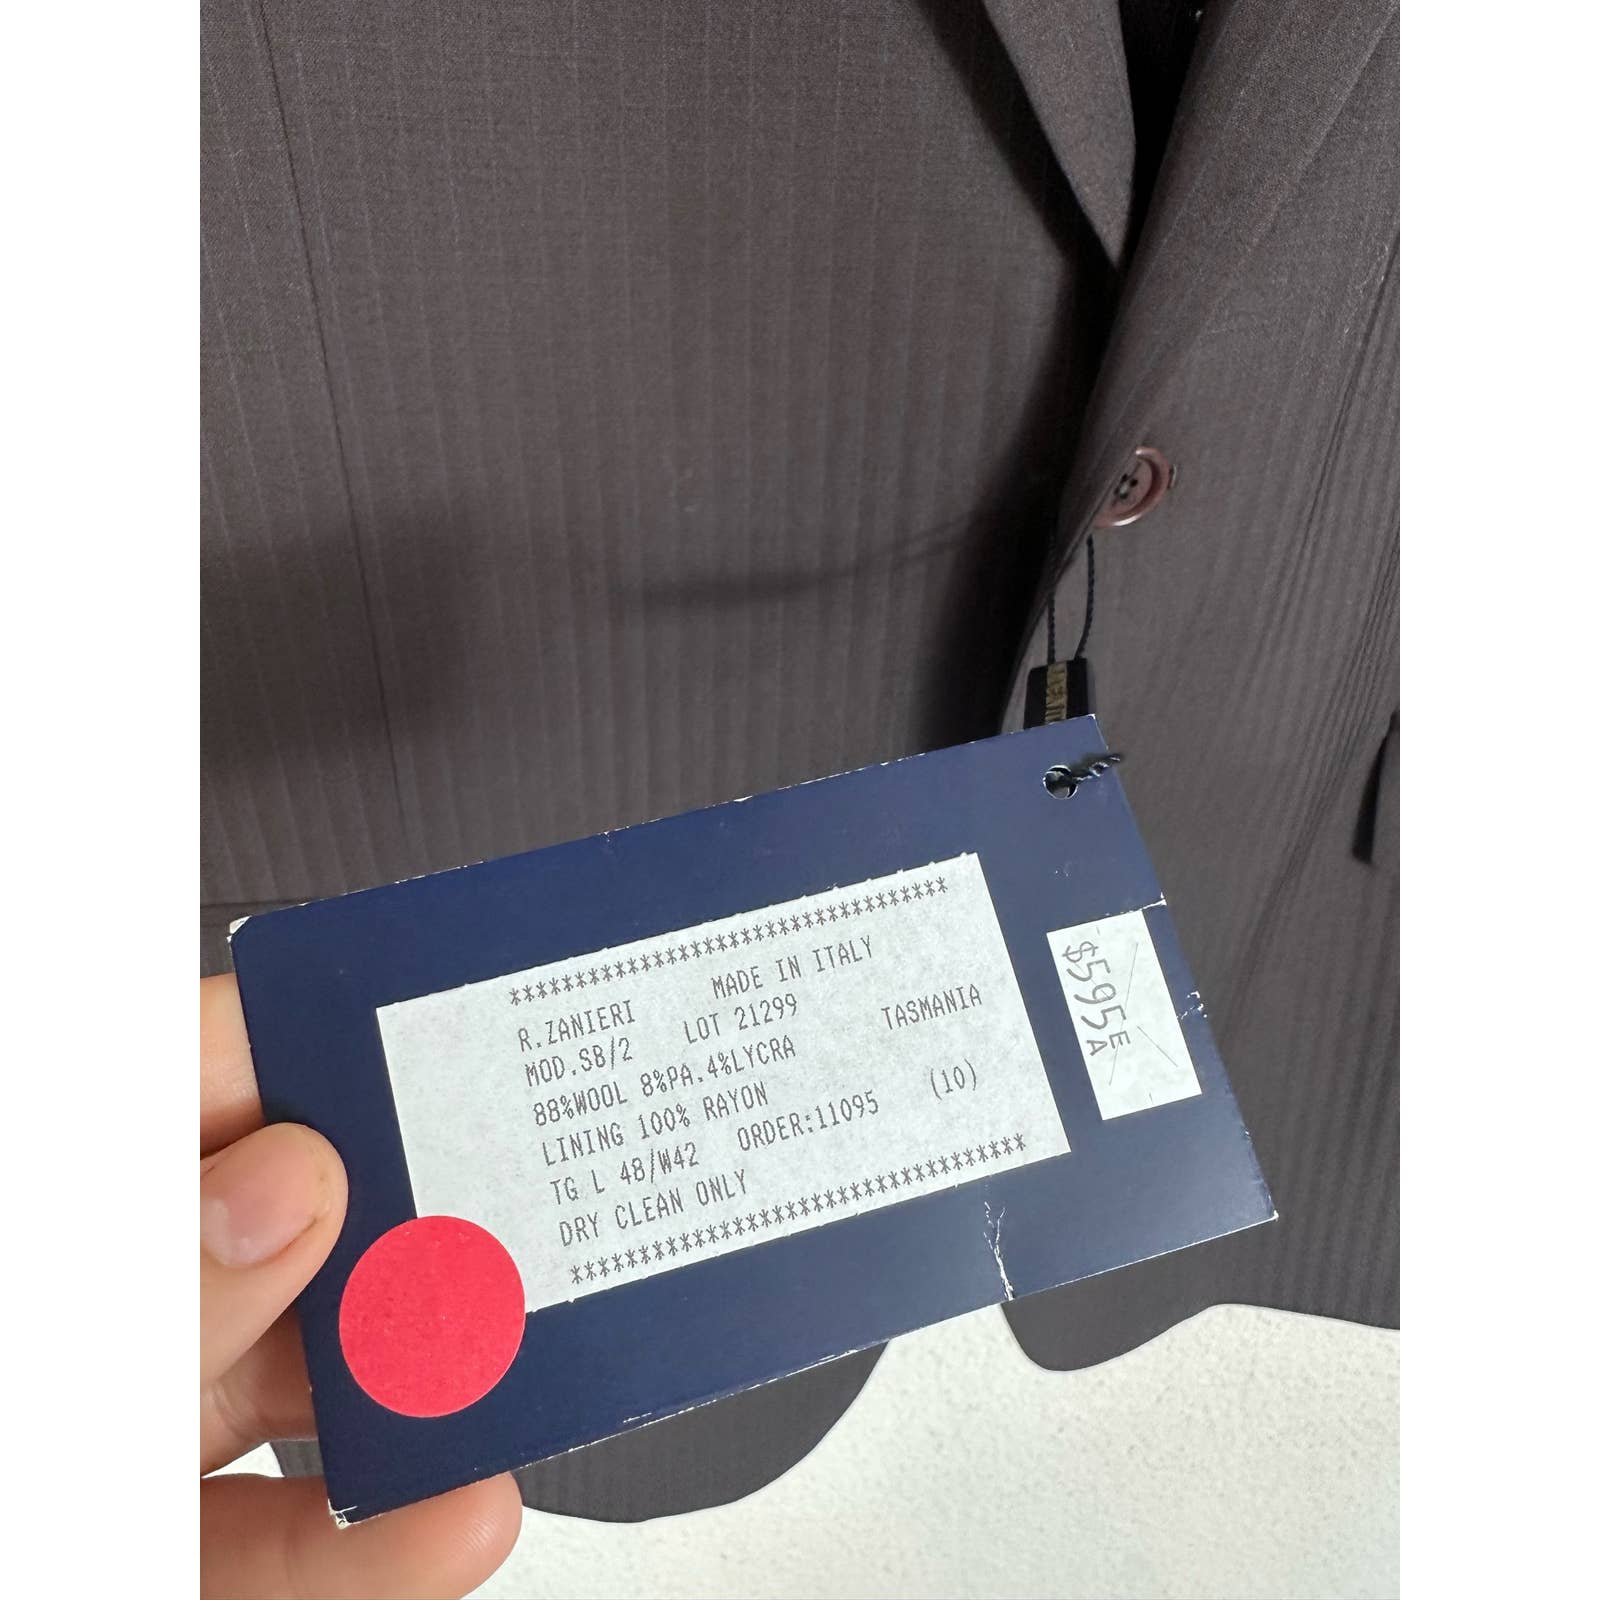 ***********************************
MADE IN ITALY
R.ZANIERI LOT 21299
MOD.SB/2 TASMANIA
88%WOOL 8%PA.4%LYCRA
LINING 100% RAYON
TG L 48/W42 ORDER:11095 (10)
DRY CLEAN ONLY
***********************************
$595 E
A